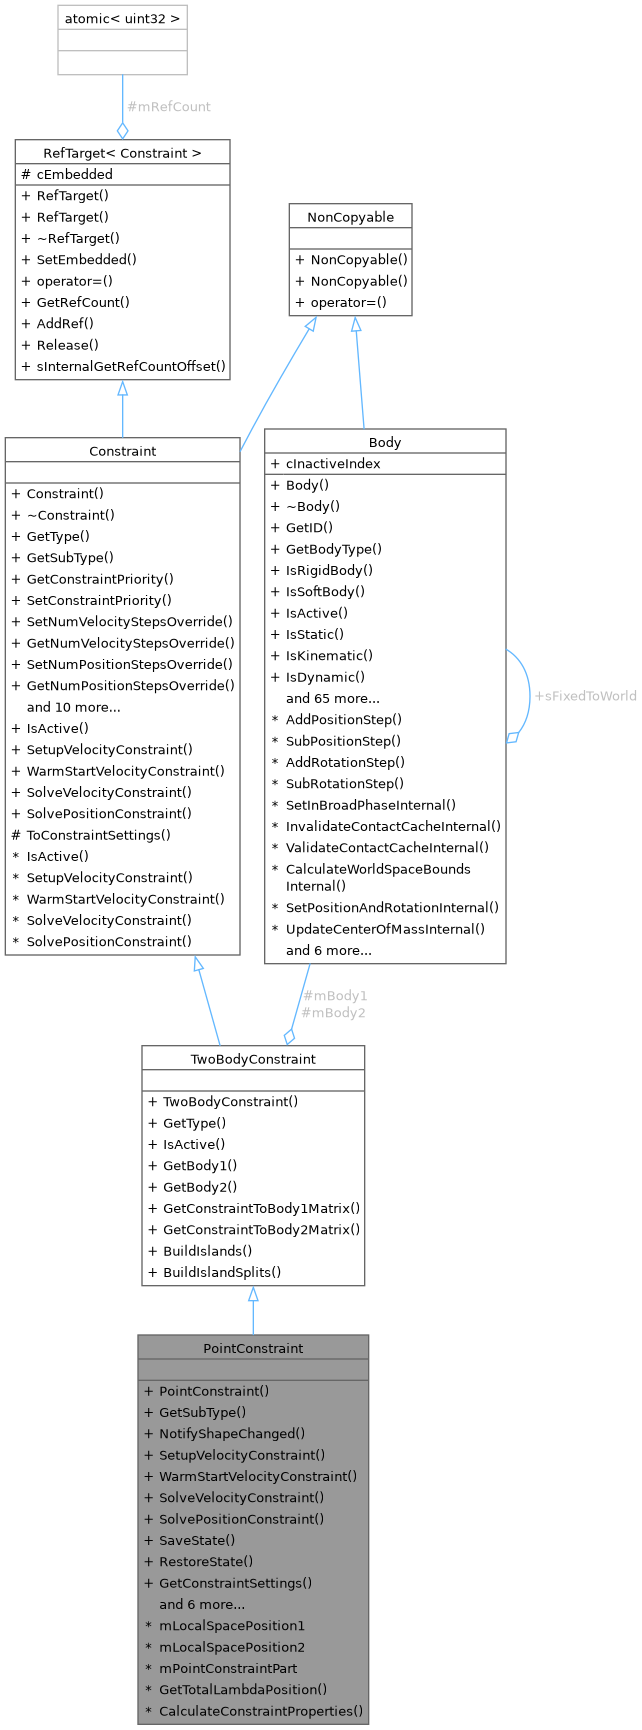 atomic< uint32 >
#mRefCount
RefTarget< Constraint >
# cEmbedded
+ RefTarget()
+ RefTarget()
+ ~RefTarget()
+ SetEmbedded()
+ operator=()
+ GetRefCount()
+ AddRef()
+ Release()
+ sInternalGetRefCountOffset()
NonCopyable
+ NonCopyable()
+ NonCopyable()
+ operator=()
Constraint
+ Constraint()
+ ~Constraint()
+ GetType()
+ GetSubType()
+ GetConstraintPriority()
+ SetConstraintPriority()
+ SetNumVelocityStepsOverride()
+ GetNumVelocityStepsOverride()
+ SetNumPositionStepsOverride()
+ GetNumPositionStepsOverride()
and 10 more...
+ IsActive()
+ SetupVelocityConstraint()
+ WarmStartVelocityConstraint()
+ SolveVelocityConstraint()
+ SolvePositionConstraint()
# ToConstraintSettings()
* IsActive()
* SetupVelocityConstraint()
* WarmStartVelocityConstraint()
* SolveVelocityConstraint()
* SolvePositionConstraint()
Body
+ cInactiveIndex
+ Body()
+ ~Body()
+ GetID()
+ GetBodyType()
+ IsRigidBody()
+ IsSoftBody()
+ IsActive()
+ IsStatic()
+ IsKinematic()
+ IsDynamic()
and 65 more...
* AddPositionStep()
* SubPositionStep()
* AddRotationStep()
* SubRotationStep()
* SetInBroadPhaseInternal()
* InvalidateContactCacheInternal()
* ValidateContactCacheInternal()
* CalculateWorldSpaceBounds
Internal()
* SetPositionAndRotationInternal()
* UpdateCenterOfMassInternal()
and 6 more...
+sFixedToWorld
#mBody1
#mBody2
TwoBodyConstraint
+ TwoBodyConstraint()
+ GetType()
+ IsActive()
+ GetBody1()
+ GetBody2()
+ GetConstraintToBody1Matrix()
+ GetConstraintToBody2Matrix()
+ BuildIslands()
+ BuildIslandSplits()
PointConstraint
+ PointConstraint()
+ GetSubType()
+ NotifyShapeChanged()
+ SetupVelocityConstraint()
+ WarmStartVelocityConstraint()
+ SolveVelocityConstraint()
+ SolvePositionConstraint()
+ SaveState()
+ RestoreState()
+ GetConstraintSettings()
and 6 more...
* mLocalSpacePosition1
* mLocalSpacePosition2
* mPointConstraintPart
* GetTotalLambdaPosition()
* CalculateConstraintProperties()